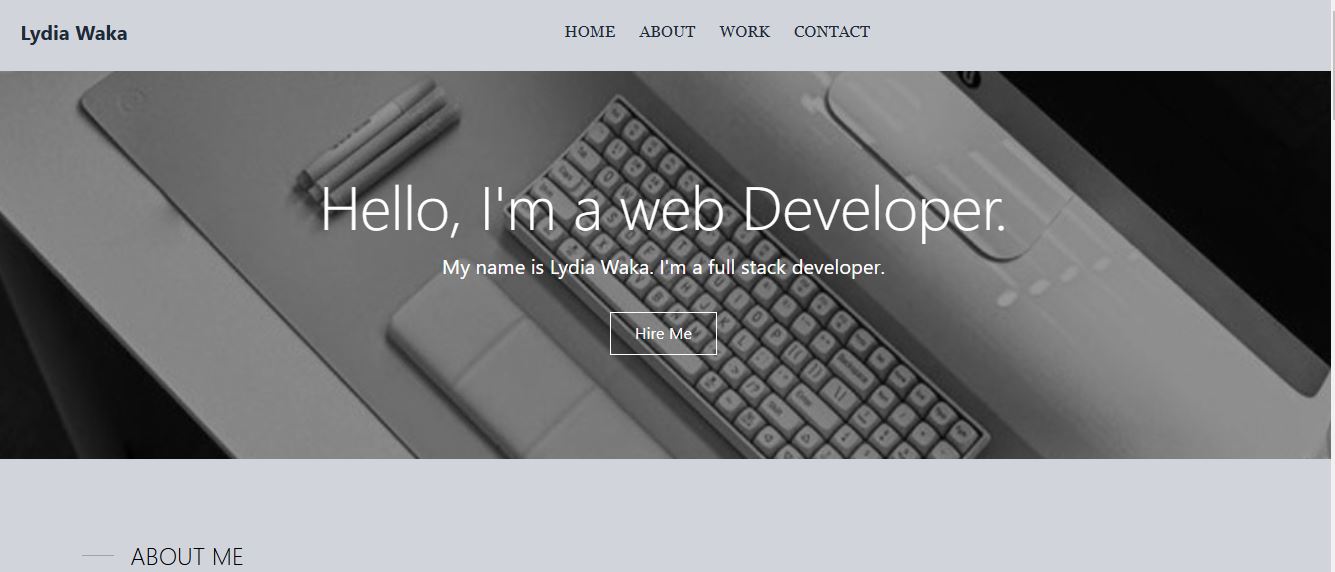 Lydia Waka
HOME ABOUT WORK CONTACT
Hello, I'm a web Developer.
My name is Lydia Waka. I'm a full stack developer.
Hire Me
ABOUT ME